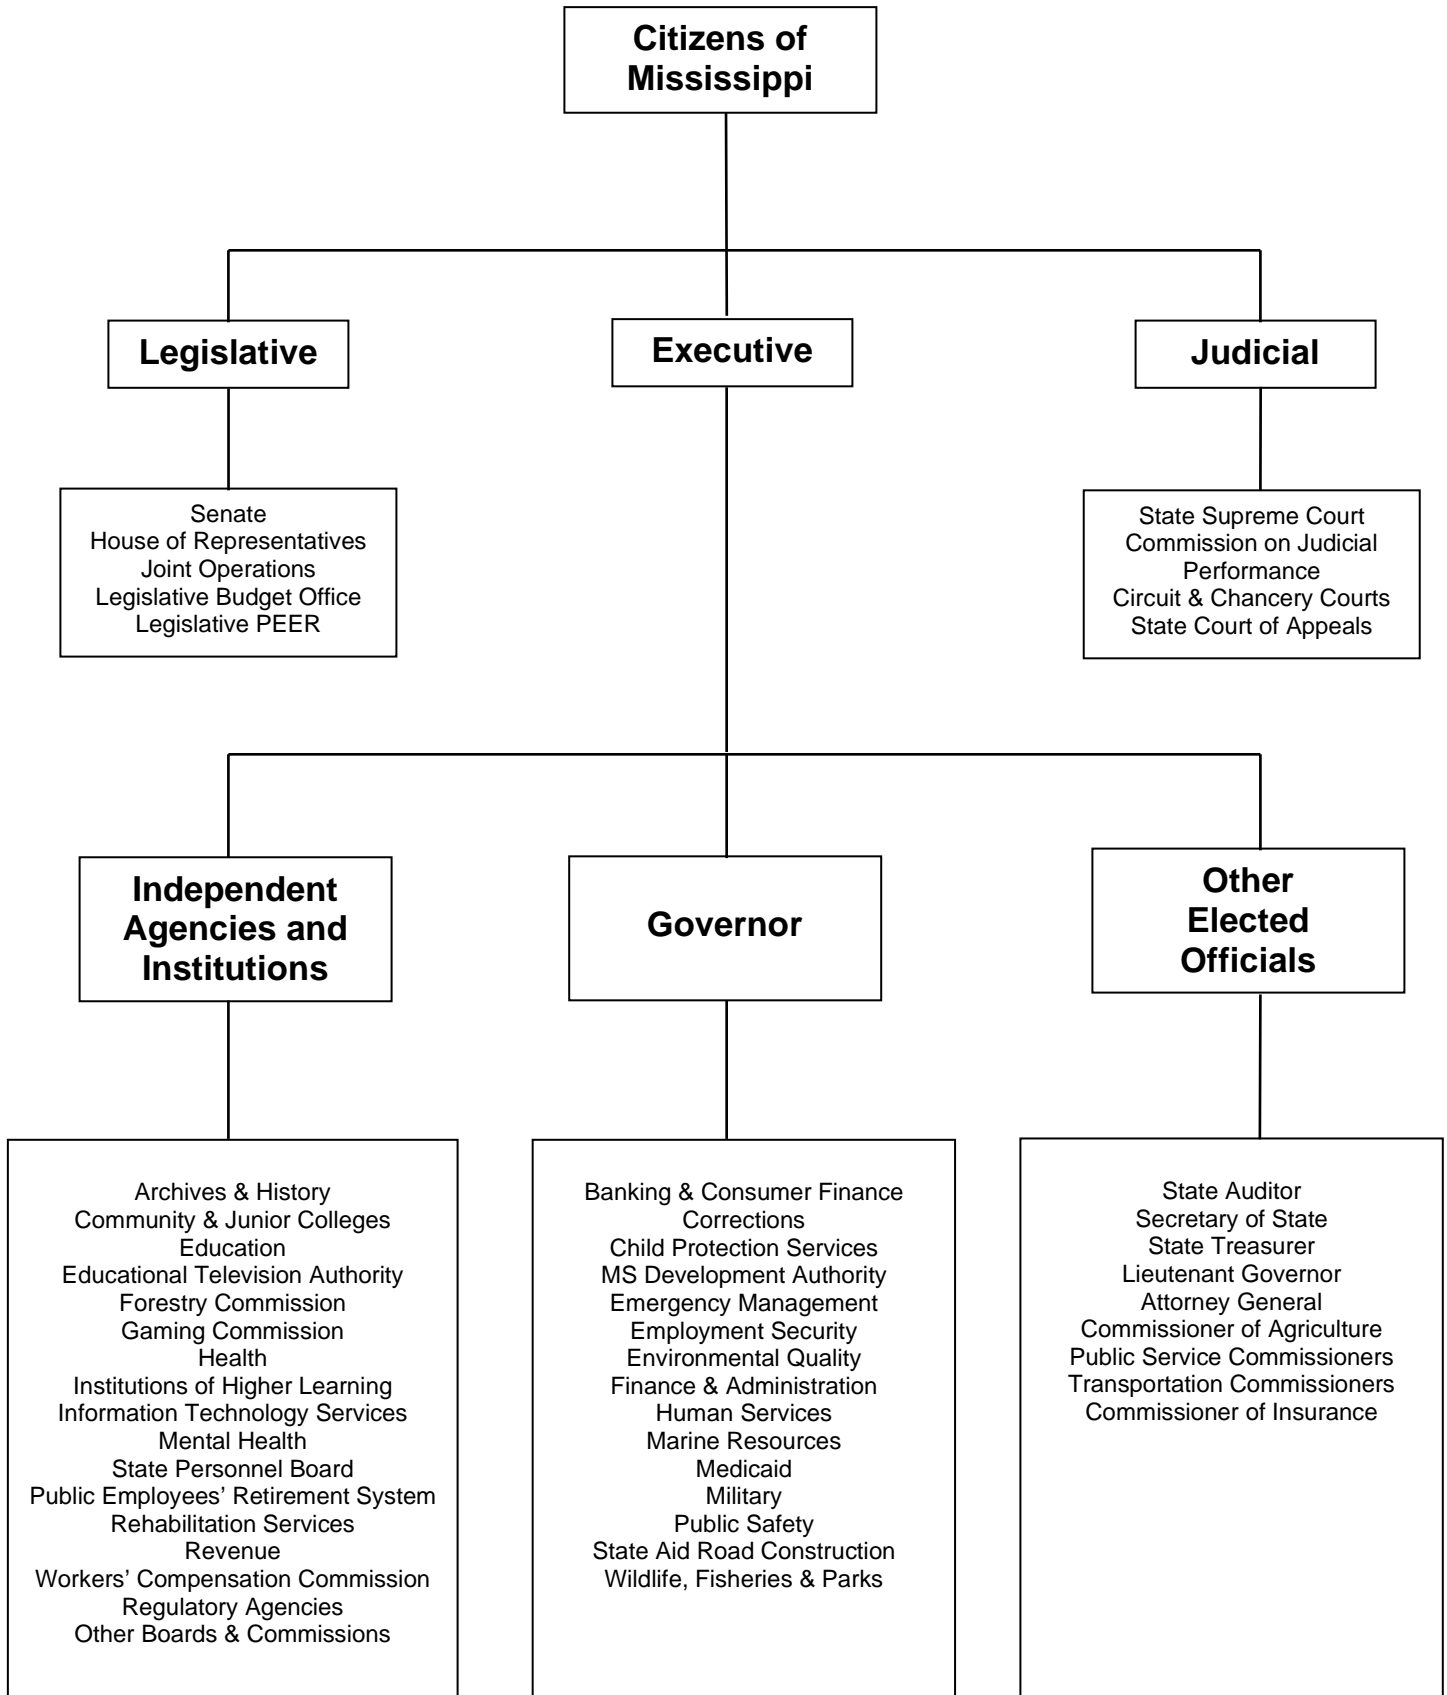 Citizens of
Mississippi
Legislative
Executive
Judicial
Senate
House of Representatives
Joint Operations
Legislative Budget Office
Legislative PEER
State Supreme Court
Commission on Judicial
Performance
Circuit & Chancery Courts
State Court of Appeals
Independent
Agencies and
Institutions
Governor
Other
Elected
Officials
Archives & History
Community & Junior Colleges
Education
Educational Television Authority
Forestry Commission
Gaming Commission
Health
Institutions of Higher Learning
Information Technology Services
Mental Health
State Personnel Board
Public Employees’ Retirement System
Rehabilitation Services
Revenue
Workers’ Compensation Commission
Regulatory Agencies
Other Boards & Commissions
Banking & Consumer Finance
Corrections
Child Protection Services
MS Development Authority
Emergency Management
Employment Security
Environmental Quality
Finance & Administration
Human Services
Marine Resources
Medicaid
Military
Public Safety
State Aid Road Construction
Wildlife, Fisheries & Parks
State Auditor
Secretary of State
State Treasurer
Lieutenant Governor
Attorney General
Commissioner of Agriculture
Public Service Commissioners
Transportation Commissioners
Commissioner of Insurance